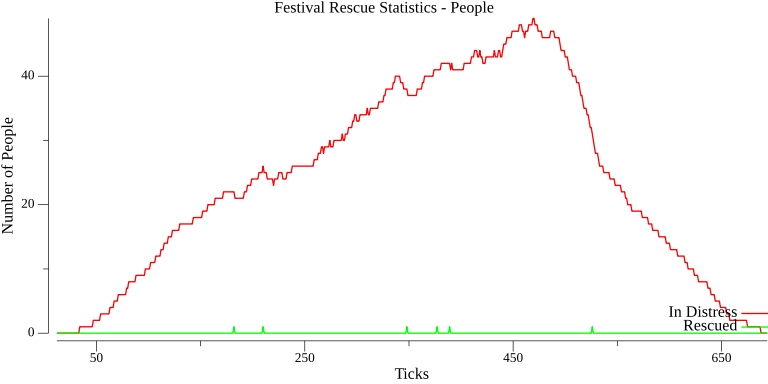 Festival Rescue Statistics - People
Number of People
40
20
0
In Distress
Rescued
50 250 450 650
Ticks